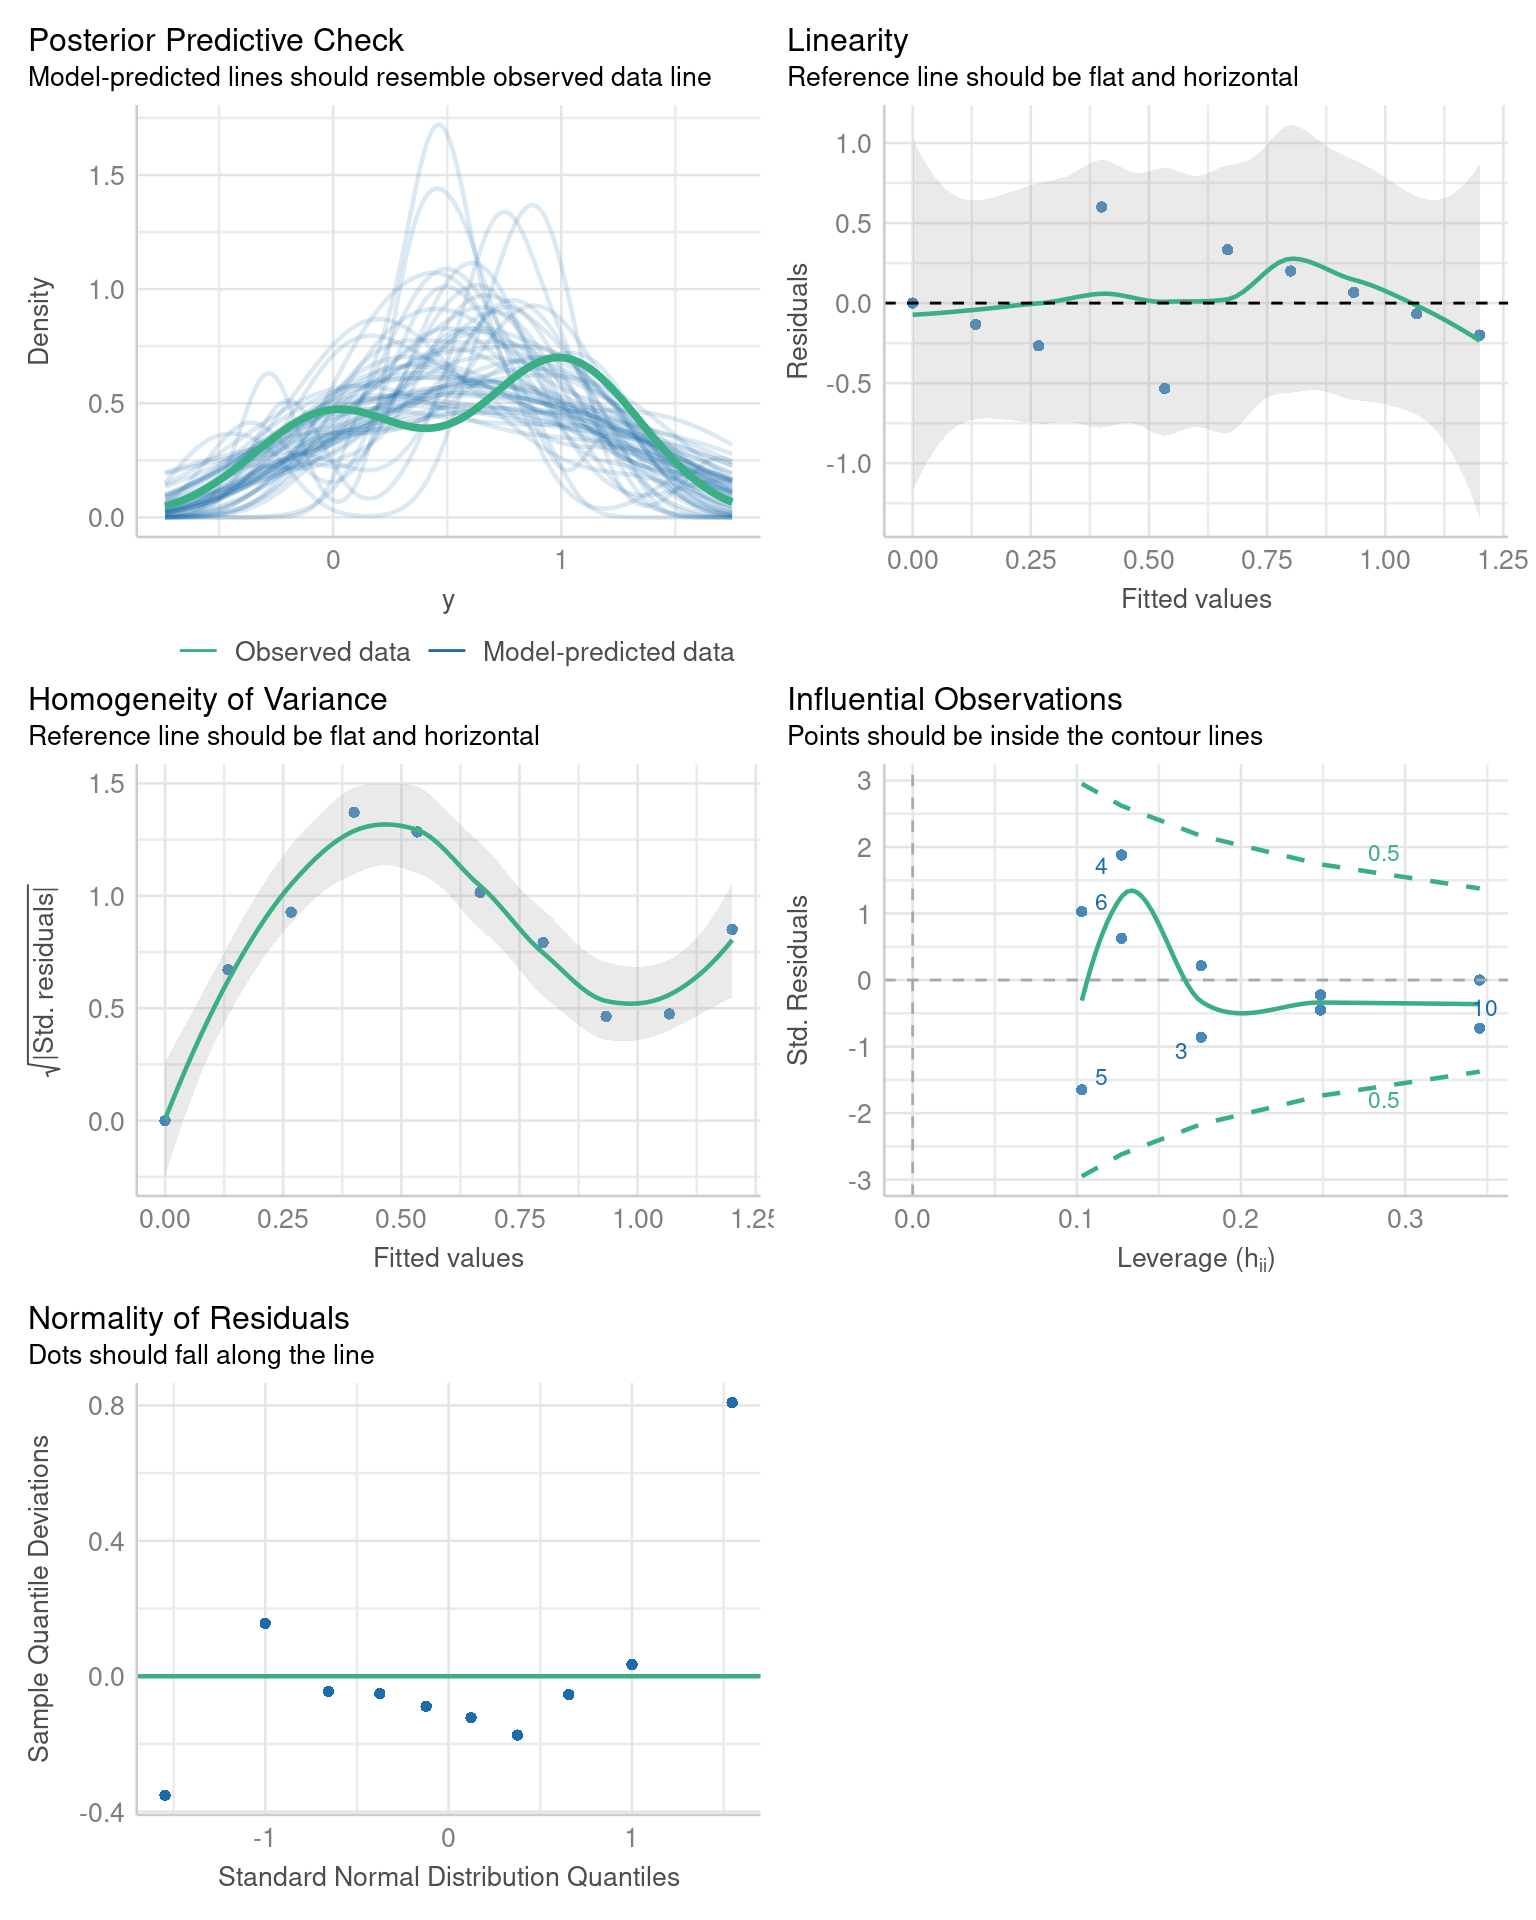 Posterior Predictive Check
Model-predicted lines should resemble observed data line
1.5
1.0
0.5
0.0
Density
0 1
y
Observed data Model-predicted data
Linearity
Reference line should be flat and horizontal
1.0
0.5
0.0
-0.5
-1.0
Residuals
0.00 0.25 0.50 0.75 1.00 1.25
Fitted values
Homogeneity of Variance
Reference line should be flat and horizontal
1.5
1.0
0.5
0.0
√|Std. residuals|
0.00 0.25 0.50 0.75 1.00 1.25
Fitted values
Influential Observations
Points should be inside the contour lines
3
2
1
0
-1
-2
-3
Std. Residuals
0.5
4
6
10
3
5
0.5
0.0 0.1 0.2 0.3
Leverage (hii)
Normality of Residuals
Dots should fall along the line
0.8
0.4
0.0
-0.4
Sample Quantile Deviations
-1 0 1
Standard Normal Distribution Quantiles